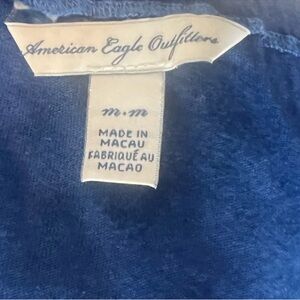 American Eagle Outfitters
m·m
MADE IN
MACAU
FABRIQUÉ AU
MACAO